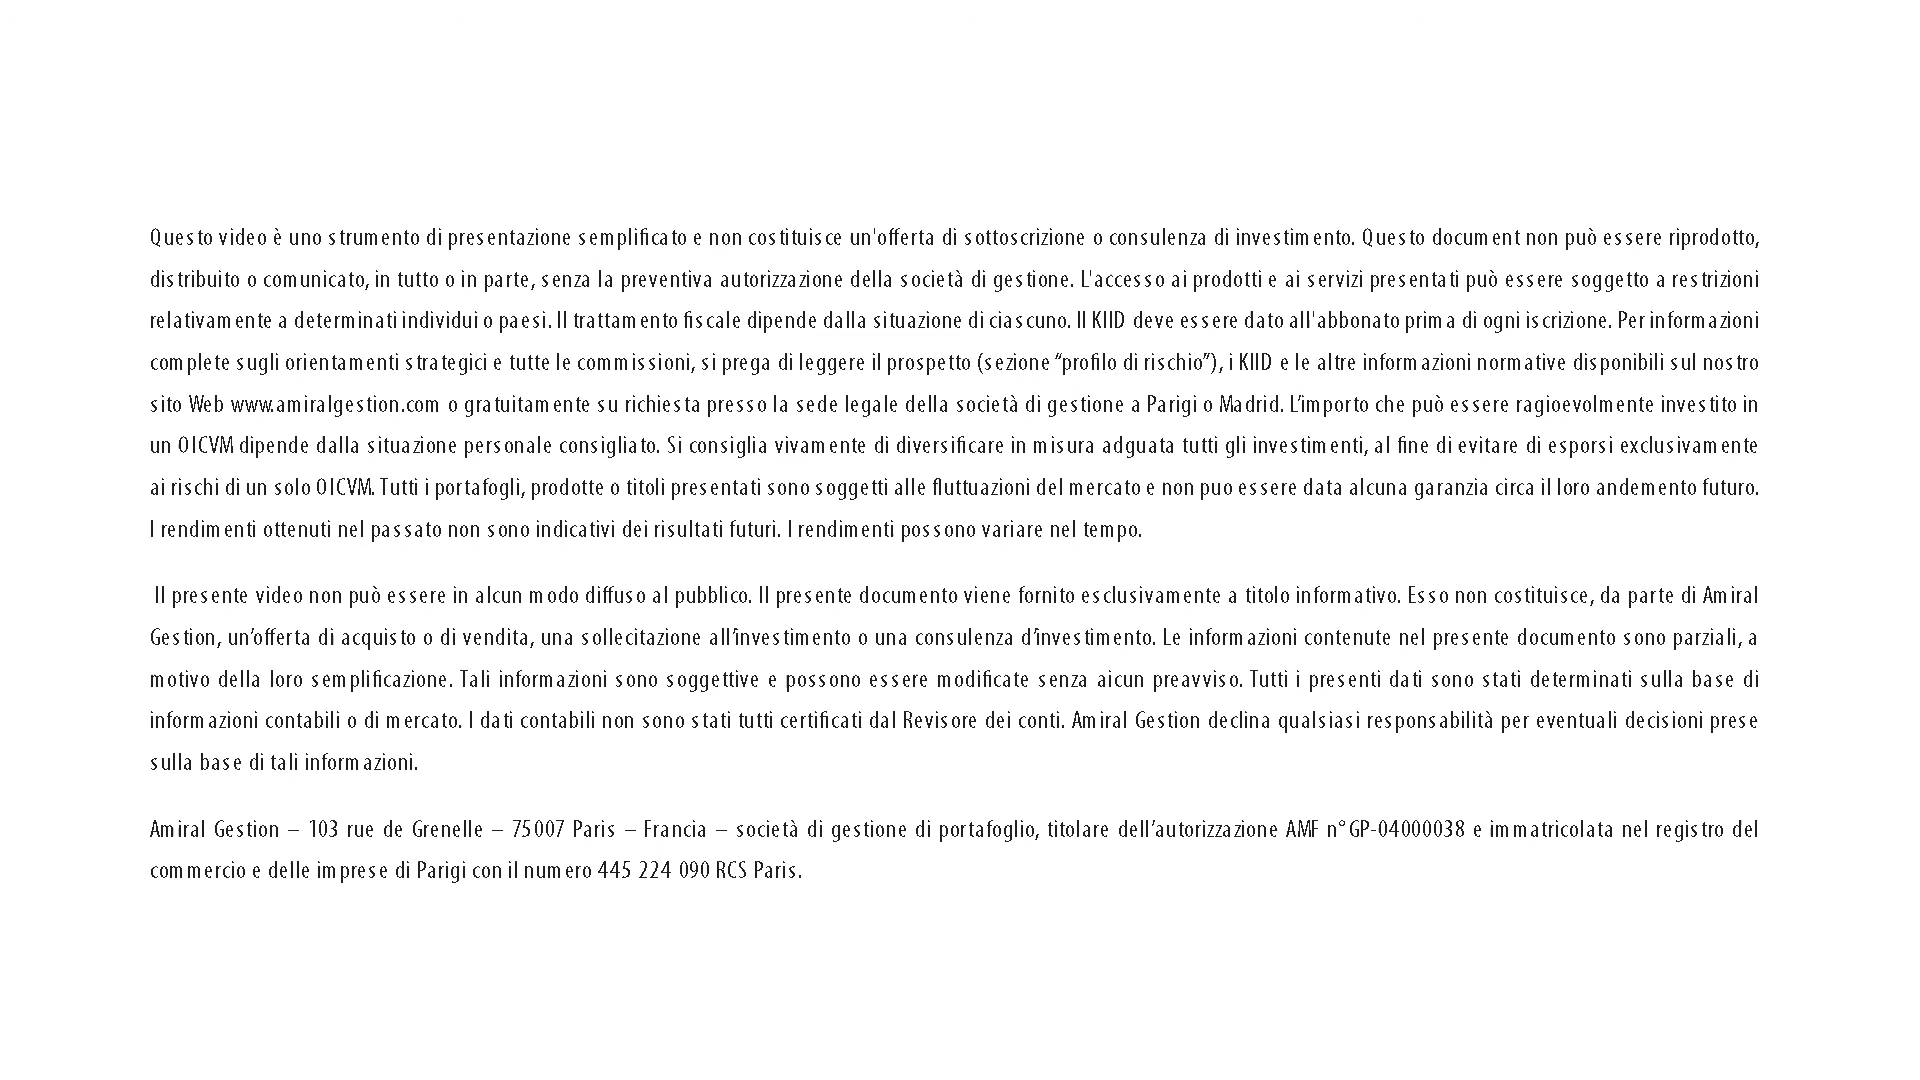 Questo video è uno strumento di presentazione semplificato e non costituisce un'offerta di sottoscrizione o consulenza di investimento. Questo document non può essere riprodotto,
distribuito o comunicato, in tutto o in parte, senza la preventiva autorizzazione della società di gestione. L'accesso ai prodotti e ai servizi presentati può essere soggetto a restrizioni
relativamente a determinati individui o paesi. Il trattamento fiscale dipende dalla situazione di ciascuno. Il KIID deve essere dato all'abbonato prima di ogni iscrizione. Per informazioni
complete sugli orientamenti strategici e tutte le commissioni, si prega di leggere il prospetto (sezione “profilo di rischio”), i KIID e le altre informazioni normative disponibili sul nostro
sito Web www.amiralgestion.com o gratuitamente su richiesta presso la sede legale della società di gestione a Parigi o Madrid. L’importo che può essere ragioevolmente investito in
un OICVM dipende dalla situazione personale consigliato. Si consiglia vivamente di diversificare in misura adguata tutti gli investimenti, al fine di evitare di esporsi exclusivamente
ai rischi di un solo OICVM. Tutti i portafogli, prodotte o titoli presentati sono soggetti alle fluttuazioni del mercato e non puo essere data alcuna garanzia circa il loro andemento futuro.
I rendimenti ottenuti nel passato non sono indicativi dei risultati futuri. I rendimenti possono variare nel tempo.
Il presente video non può essere in alcun modo diffuso al pubblico. Il presente documento viene fornito esclusivamente a titolo informativo. Esso non costituisce, da parte di Amiral
Gestion, un’offerta di acquisto o di vendita, una sollecitazione all’investimento o una consulenza d’investimento. Le informazioni contenute nel presente documento sono parziali, a
motivo della loro semplificazione. Tali informazioni sono soggettive e possono essere modificate senza aicun preavviso. Tutti i presenti dati sono stati determinati sulla base di
informazioni contabili o di mercato. I dati contabili non sono stati tutti certificati dal Revisore dei conti. Amiral Gestion declina qualsiasi responsabilità per eventuali decisioni prese
sulla base di tali informazioni.
Amiral Gestion – 103 rue de Grenelle – 75007 Paris – Francia – società di gestione di portafoglio, titolare dell’autorizzazione AMF n°GP-04000038 e immatricolata nel registro del
commercio e delle imprese di Parigi con il numero 445 224 090 RCS Paris.